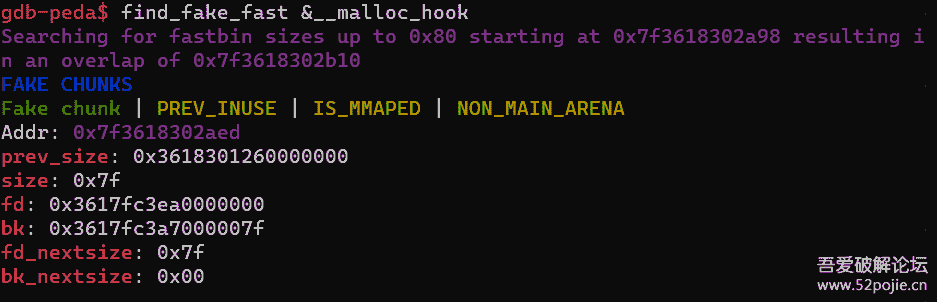 gdb-peda$ find_fake_fast &__malloc_hook
Searching for fastbin sizes up to 0x80 starting at 0x7f3618302a98 resulting i
n an overlap of 0x7f3618302b10
FAKE CHUNKS
Fake chunk | PREV_INUSE | IS_MMAPED | NON_MAIN_ARENA
Addr: 0x7f3618302aed
prev_size: 0x3618301260000000
size: 0x7f
fd: 0x3617fc3ea0000000
bk: 0x3617fc3a7000007f
fd_nextsize: 0x7f
bk_nextsize: 0x00
吾爱破解论坛
www.52pojie.cn